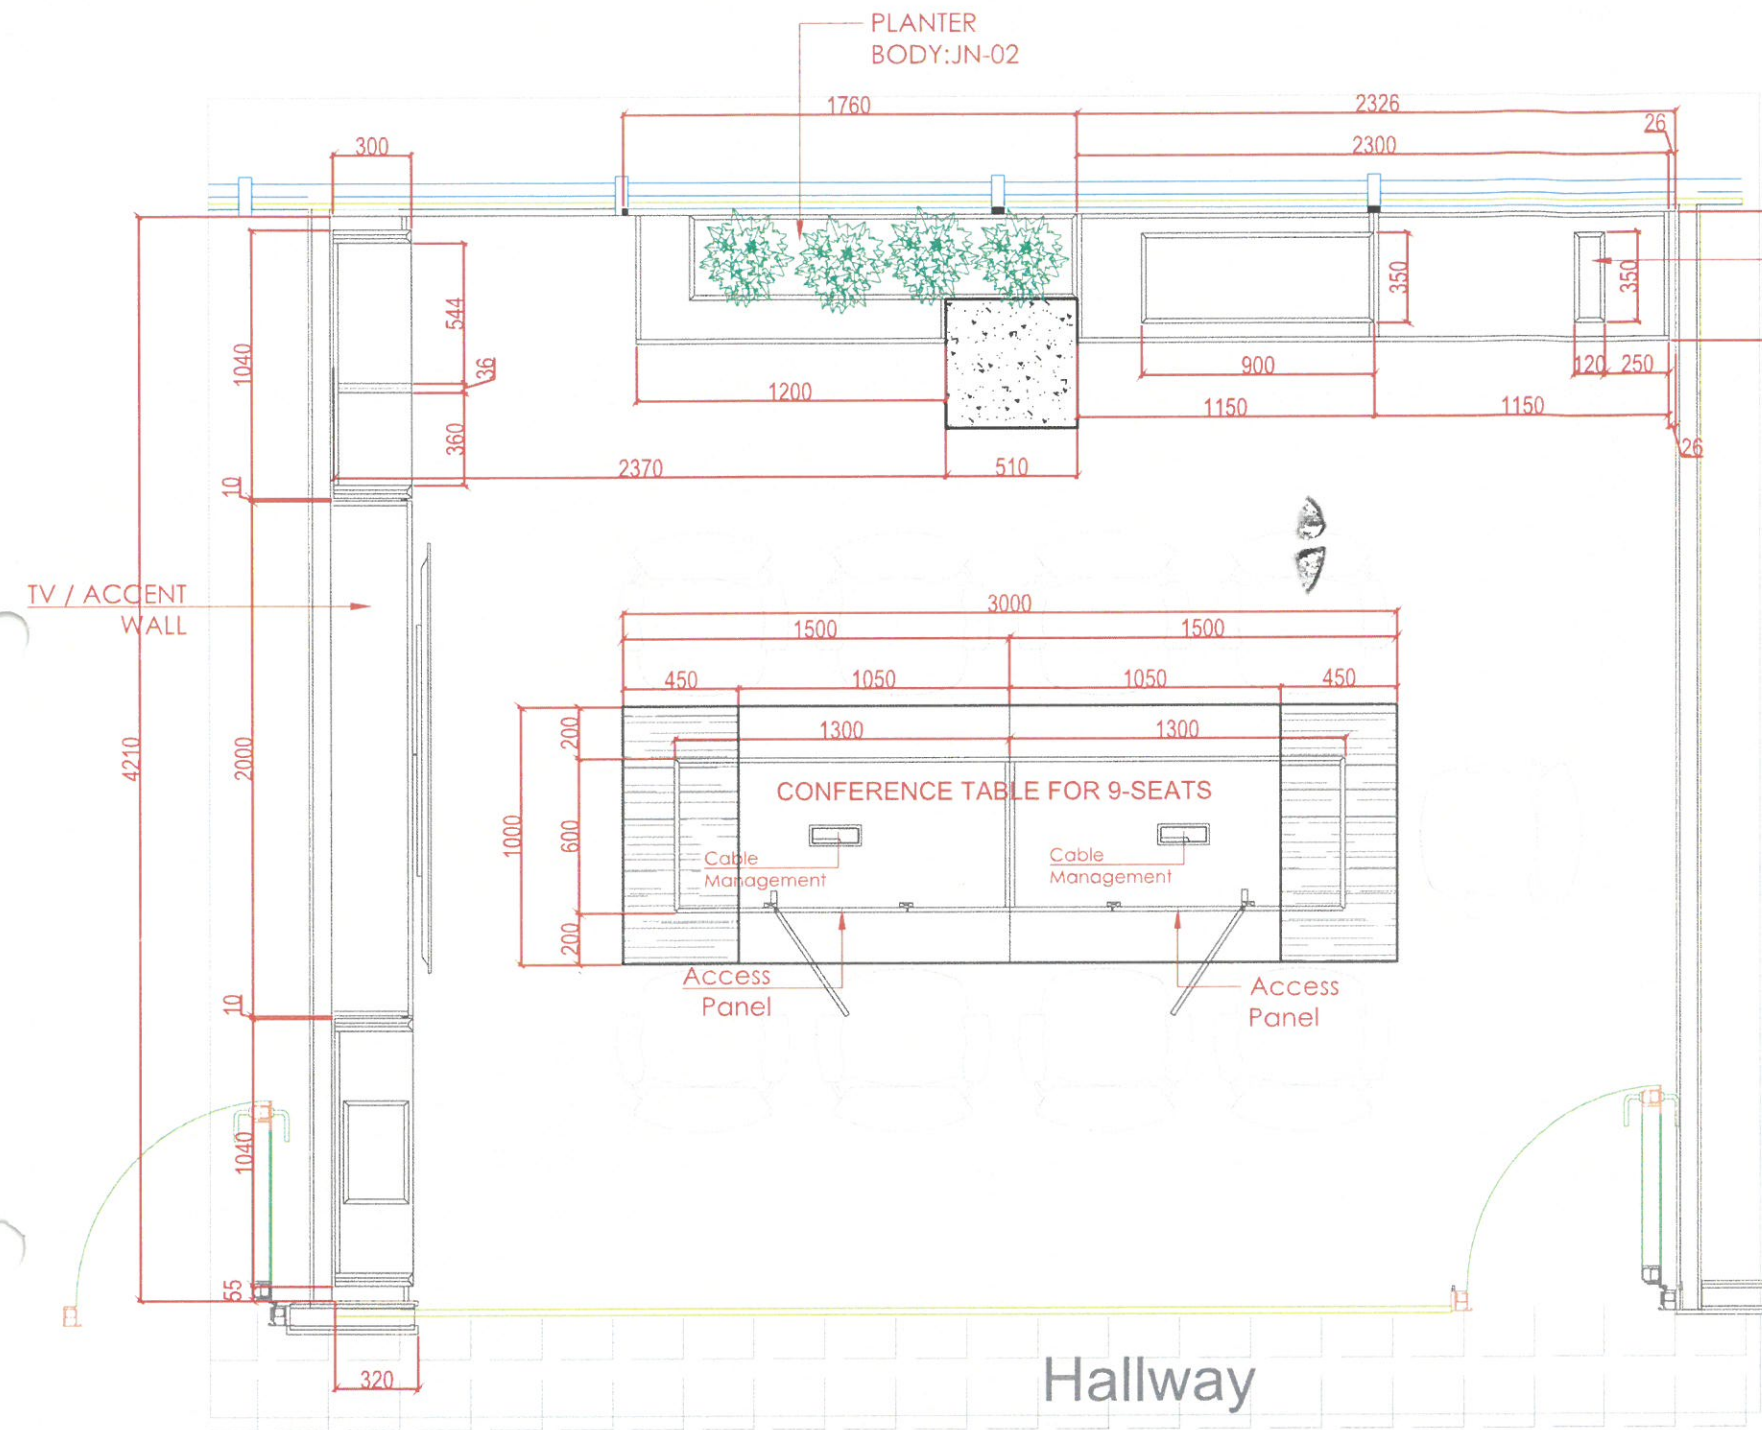 PLANTER
BODY:JN-02
1760
2326
26
300
2300
350
350
544
1040
36
900
120
250
1200
1150
1150
360
26
2370
510
10
TV / ACCENT
WALL
3000
1500
1500
450
1050
1050
450
200
1300
1300
4210
2000
CONFERENCE TABLE FOR 9-SEATS
1000
600
Cable
Management
Cable
Management
200
Access
Panel
Access
Panel
10
1040
55
320
Hallway